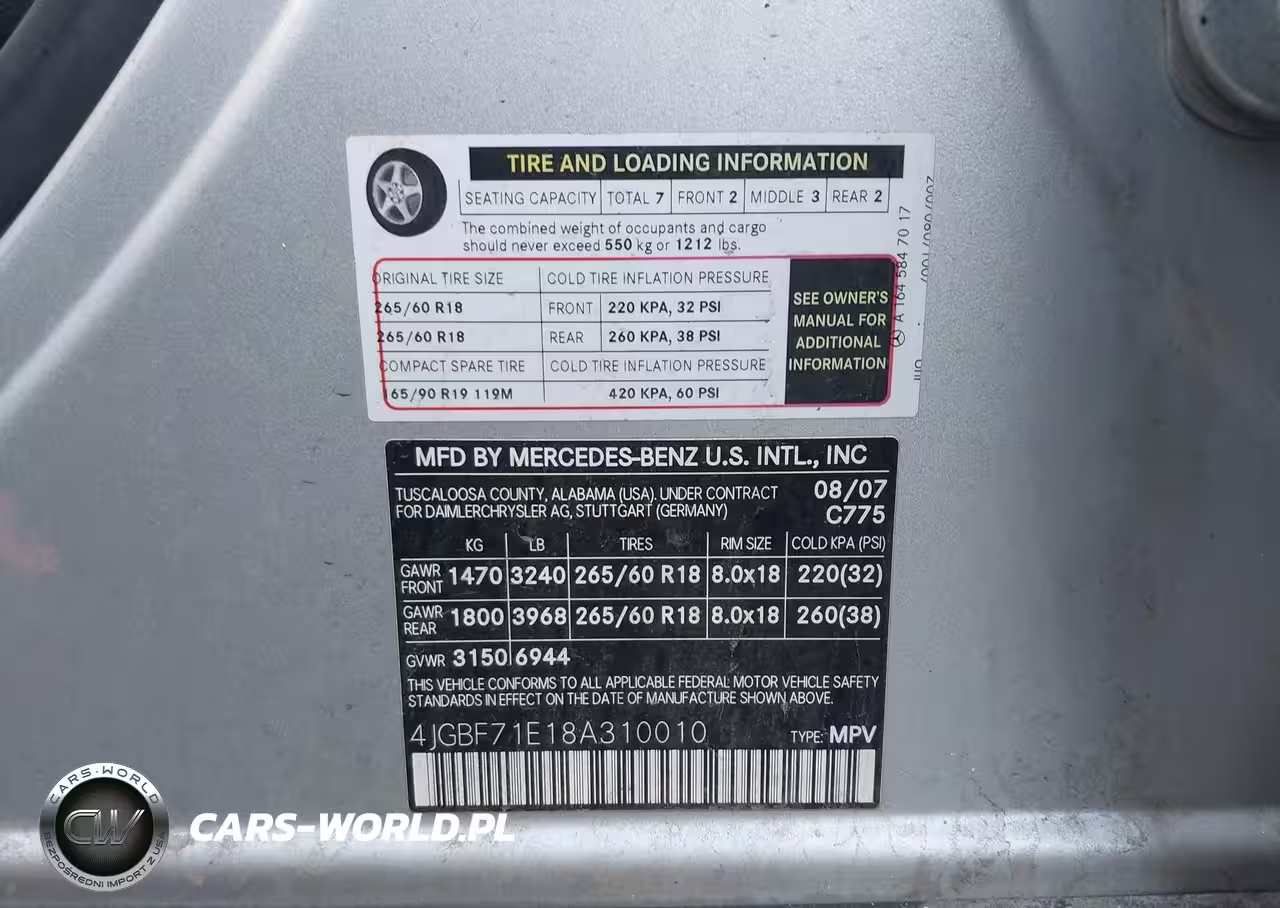 TIRE AND LOADING INFORMATION
SEATING CAPACITY TOTAL 7 FRONT 2 MIDDLE 3 REAR 2
The combined weight of occupants and cargo
should never exceed 550 kg or 1212 lbs.
ORIGINAL TIRE SIZE COLD TIRE INFLATION PRESSURE
265/60 R18 FRONT 220 KPA, 32 PSI
265/60 R18 REAR 260 KPA, 38 PSI
COMPACT SPARE TIRE COLD TIRE INFLATION PRESSURE
165/90 R19 119M 420 KPA, 60 PSI
SEE OWNER'S
MANUAL FOR
ADDITIONAL
INFORMATION
A 164 584 70 17
MFD BY MERCEDES-BENZ U.S. INTL., INC
TUSCALOOSA COUNTY, ALABAMA (USA). UNDER CONTRACT 08/07
FOR DAIMLERCHRYSLER AG, STUTTGART (GERMANY) C775
KG LB TIRES RIM SIZE COLD KPA (PSI)
GAWR FRONT 1470 3240 265/60 R18 8.0x18 220(32)
GAWR REAR 1800 3968 265/60 R18 8.0x18 260(38)
GVWR 3150 6944
THIS VEHICLE CONFORMS TO ALL APPLICABLE FEDERAL MOTOR VEHICLE SAFETY
STANDARDS IN EFFECT ON THE DATE OF MANUFACTURE SHOWN ABOVE.
4JGBF71E18A310010 TYPE: MPV
CARS-WORLD
CW
BEZPOŚREDNI IMPORT Z USA
CARS-WORLD.PL